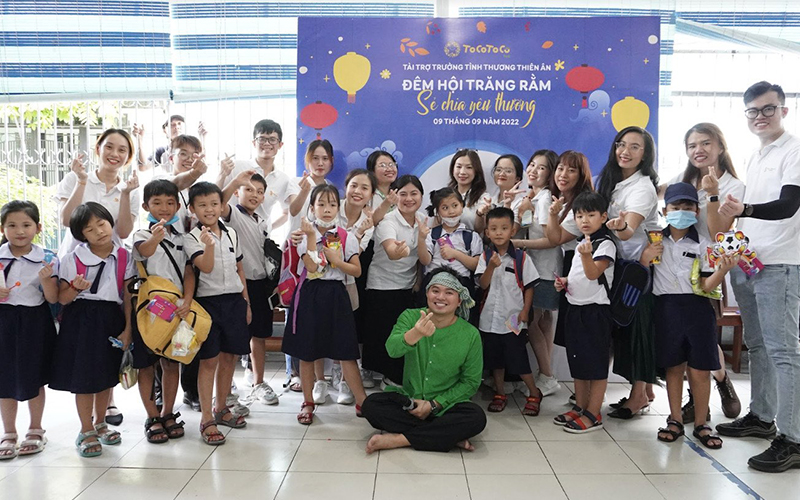 ToCoToCo
TÀI TRỢ TRƯỜNG TÌNH THƯƠNG THIÊN ÂN
ĐÊM HỘI TRĂNG RẰM
Sẻ chia yêu thương
09 THÁNG 09 NĂM 2022